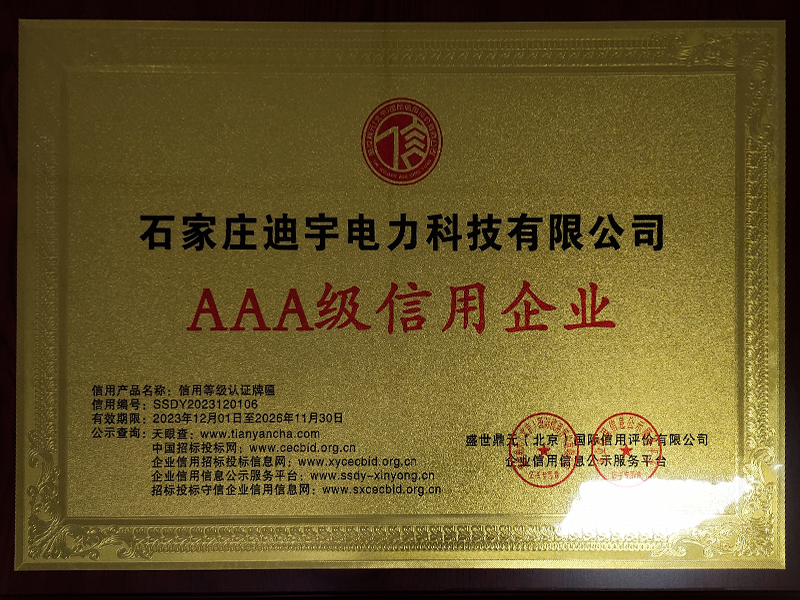 石家庄迪宇电力科技有限公司
AAA级信用企业
信用产品名称：信用等级认证牌匾
信用编号：SSDY2023120106
有效期限：2023年12月01日至2026年11月30日
公示查询：天眼查：www.tianyancha.com
中国招标投标网：www.cecbid.org.cn
企业信用招标投标信息网：www.xycecbid.org.cn
企业信用信息公示服务平台：www.ssdy-xinyong.cn
招标投标守信企业信用信息网：www.sxcecbid.org.cn
盛世鼎元（北京）国际信用评价有限公司
企业信用信息公示服务平台